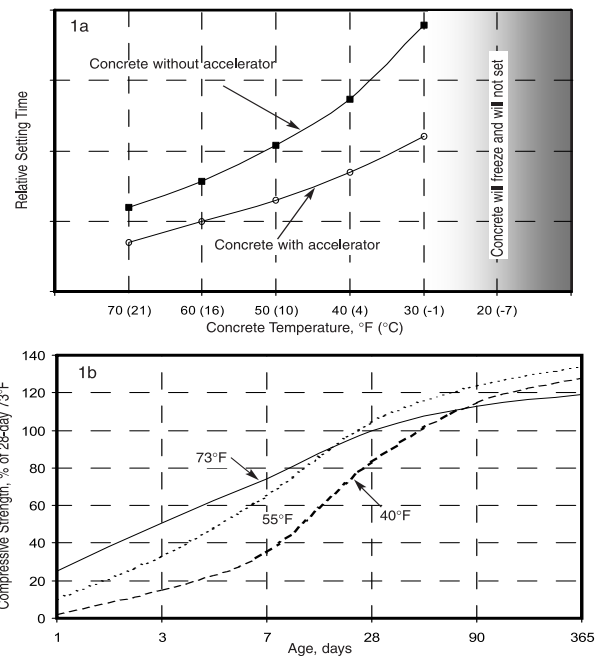 1a
Concrete without accelerator
Concrete with accelerator
Concrete will freeze and will not set
Relative Setting Time
70 (21) 60 (16) 50 (10) 40 (4) 30 (-1) 20 (-7)
Concrete Temperature, °F (°C)
1b
Compressive Strength, % of 28-day 73°F
140
120
100
80
60
40
20
0
73°F
55°F
40°F
1 3 7 28 90 365
Age, days